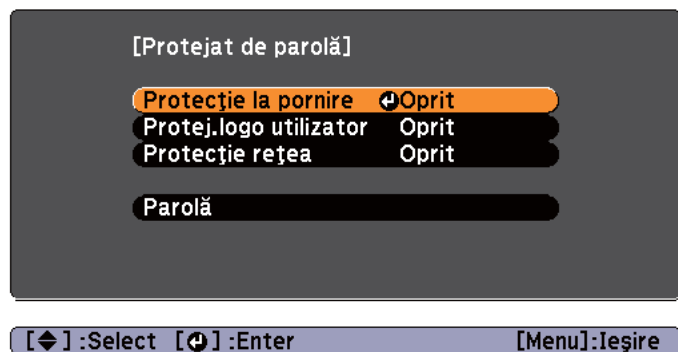 [Protejat de parolă]
Protecţie la pornire Oprit
Protej.logo utilizator Oprit
Protecţie reţea Oprit
Parolă
[◆] :Select [↵] :Enter [Menu]:Ieşire